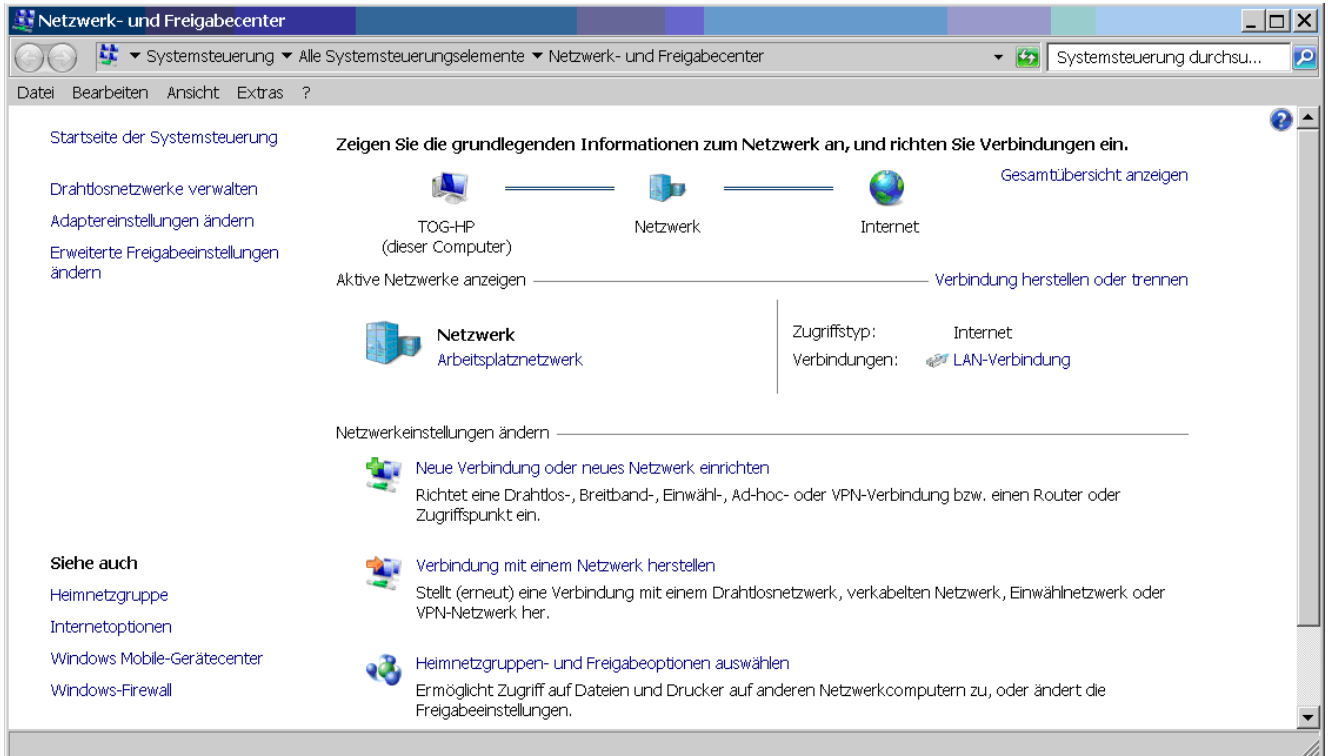 Netzwerk- und Freigabecenter
Systemsteuerung Alle Systemsteuerungselemente Netzwerk- und Freigabecenter
Systemsteuerung durchsu...
Datei Bearbeiten Ansicht Extras ?
Startseite der Systemsteuerung
Drahtlosnetzwerke verwalten
Adaptereinstellungen ändern
Erweiterte Freigabeeinstellungen
ändern
Zeigen Sie die grundlegenden Informationen zum Netzwerk an, und richten Sie Verbindungen ein.
Gesamtübersicht anzeigen
TOG-HP
(dieser Computer)
Netzwerk
Internet
Aktive Netzwerke anzeigen
Verbindung herstellen oder trennen
Netzwerk
Arbeitsplatznetzwerk
Zugriffstyp: Internet
Verbindungen: LAN-Verbindung
Netzwerkeinstellungen ändern
Neue Verbindung oder neues Netzwerk einrichten
Richtet eine Drahtlos-, Breitband-, Einwähl-, Ad-hoc- oder VPN-Verbindung bzw. einen Router oder
Zugriffspunkt ein.
Verbindung mit einem Netzwerk herstellen
Stellt (erneut) eine Verbindung mit einem Drahtlosnetzwerk, verkabelten Netzwerk, Einwählnetzwerk oder
VPN-Netzwerk her.
Heimnetzgruppen- und Freigabeoptionen auswählen
Ermöglicht Zugriff auf Dateien und Drucker auf anderen Netzwerkcomputern zu, oder ändert die
Freigabeeinstellungen.
Siehe auch
Heimnetzgruppe
Internetoptionen
Windows Mobile-Gerätecenter
Windows-Firewall